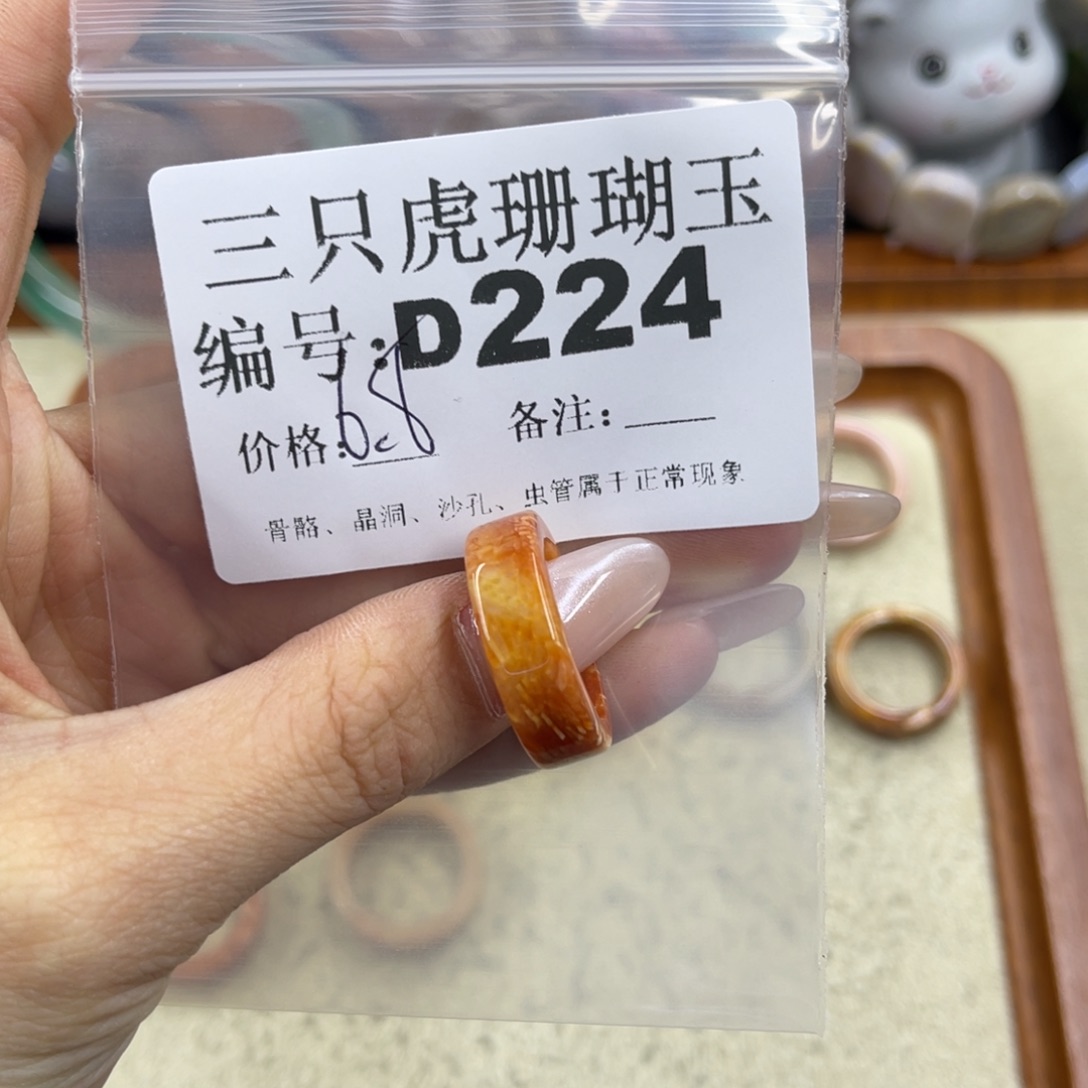 三只虎珊瑚玉
编号:D224
价格:68 备注:
骨骼、晶洞、沙孔、虫管属于正常现象